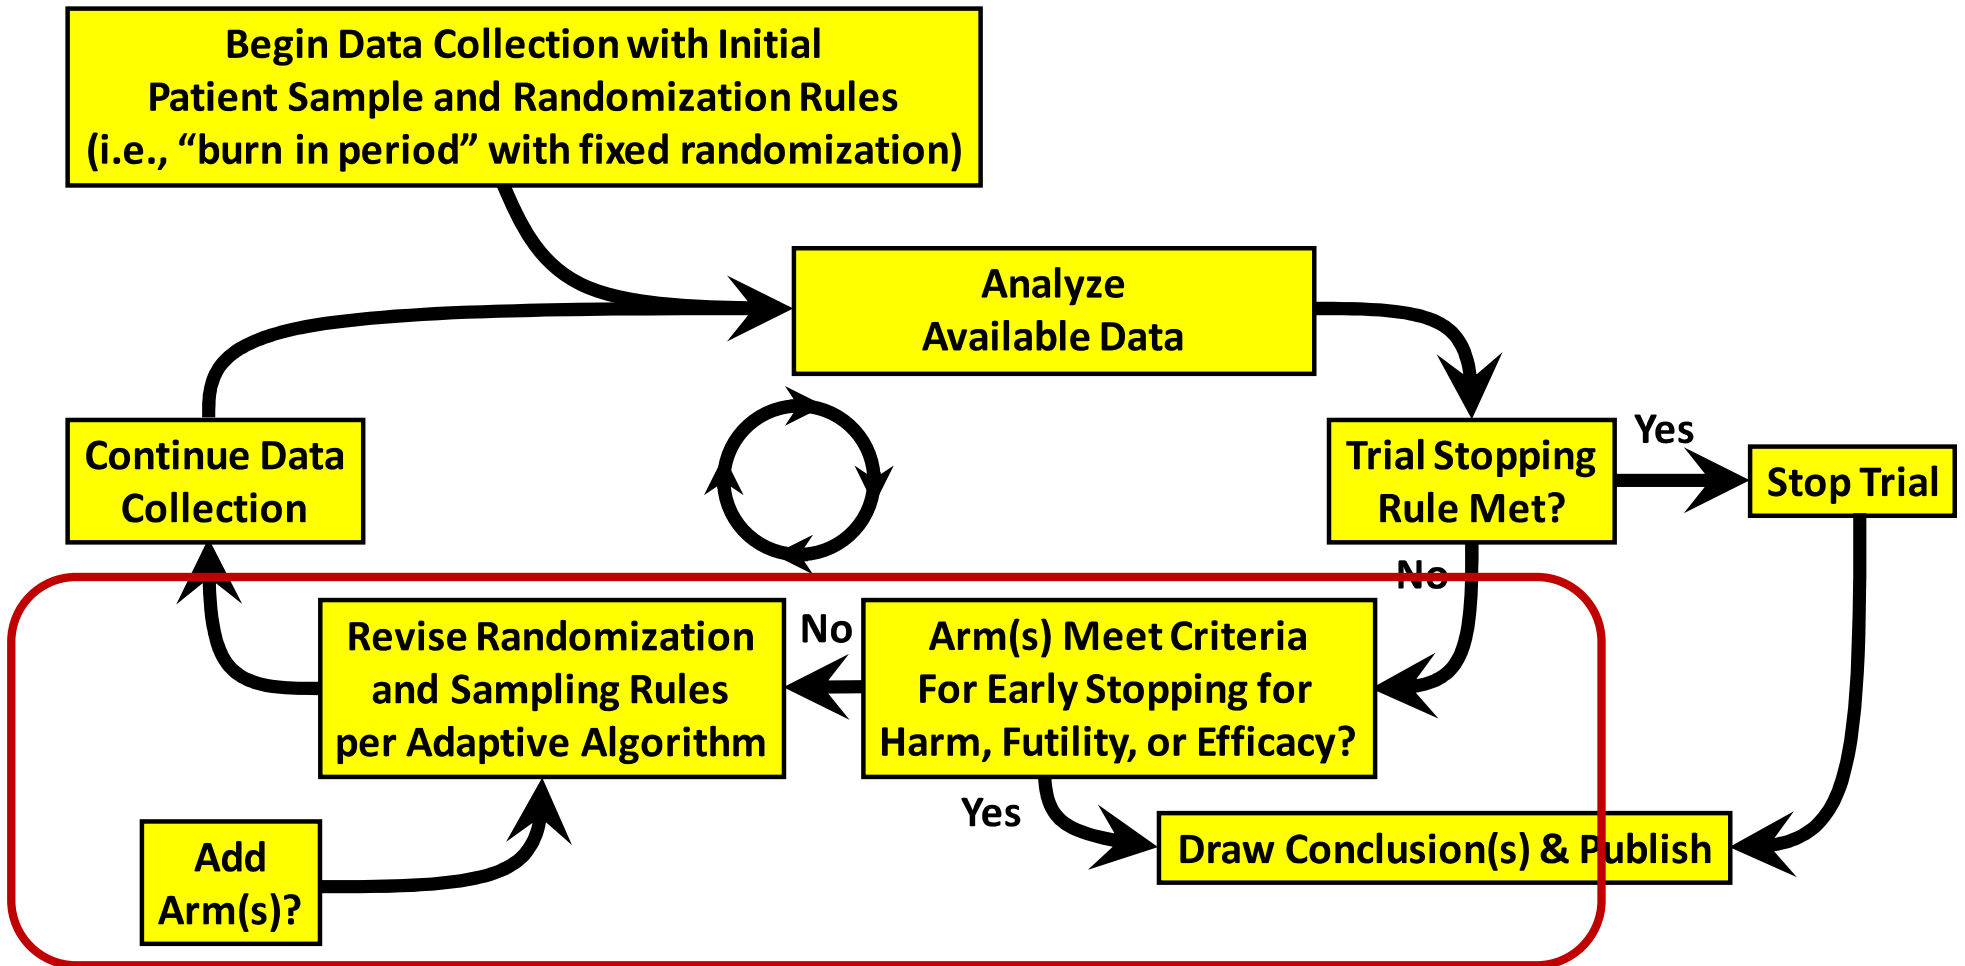 Begin Data Collection with Initial
Patient Sample and Randomization Rules
(i.e., “burn in period” with fixed randomization)
Analyze
Available Data
Continue Data
Collection
Trial Stopping
Rule Met?
Yes
Stop Trial
No
Revise Randomization
and Sampling Rules
per Adaptive Algorithm
No
Arm(s) Meet Criteria
For Early Stopping for
Harm, Futility, or Efficacy?
Yes
Draw Conclusion(s) & Publish
Add
Arm(s)?